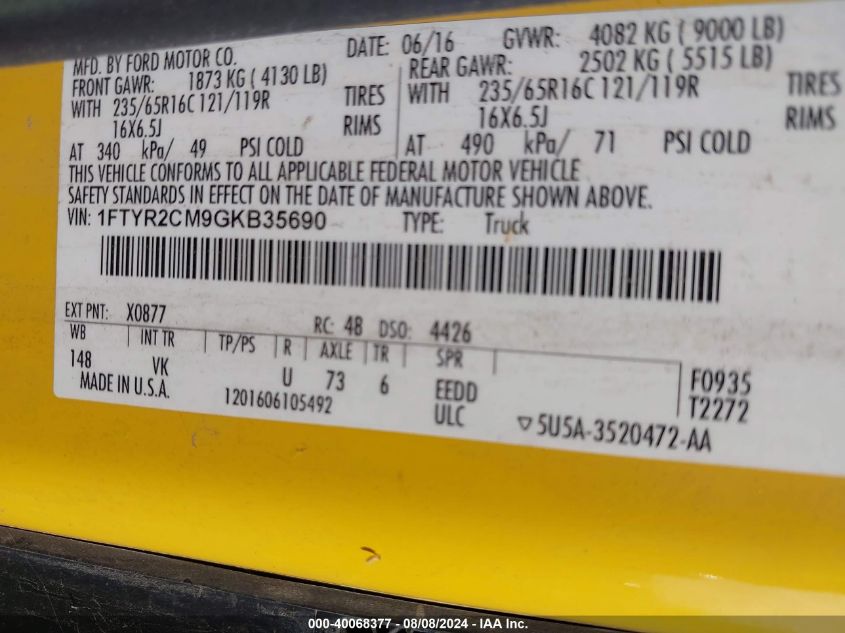 MFD. BY FORD MOTOR CO. DATE: 06/16 GVWR: 4082 KG ( 9000 LB)
FRONT GAWR: 1873 KG ( 4130 LB) REAR GAWR: 2502 KG ( 5515 LB)
WITH 235/65R16C 121/119R TIRES WITH 235/65R16C 121/119R TIRES
16X6.5J RIMS 16X6.5J RIMS
AT 340 kPa/ 49 PSI COLD AT 490 kPa/ 71 PSI COLD
THIS VEHICLE CONFORMS TO ALL APPLICABLE FEDERAL MOTOR VEHICLE
SAFETY STANDARDS IN EFFECT ON THE DATE OF MANUFACTURE SHOWN ABOVE.
VIN: 1FTYR2CM9GKB35690 TYPE: Truck
EXT PNT: X0877 RC: 48 DSO: 4426
WB INT TR TP/PS R AXLE TR SPR
148 VK U 73 6 EEDD F0935
MADE IN U.S.A. 1201606105492 ULC T2272
5U5A-3520472-AA
000-40068377 - 08/08/2024 - IAA Inc.